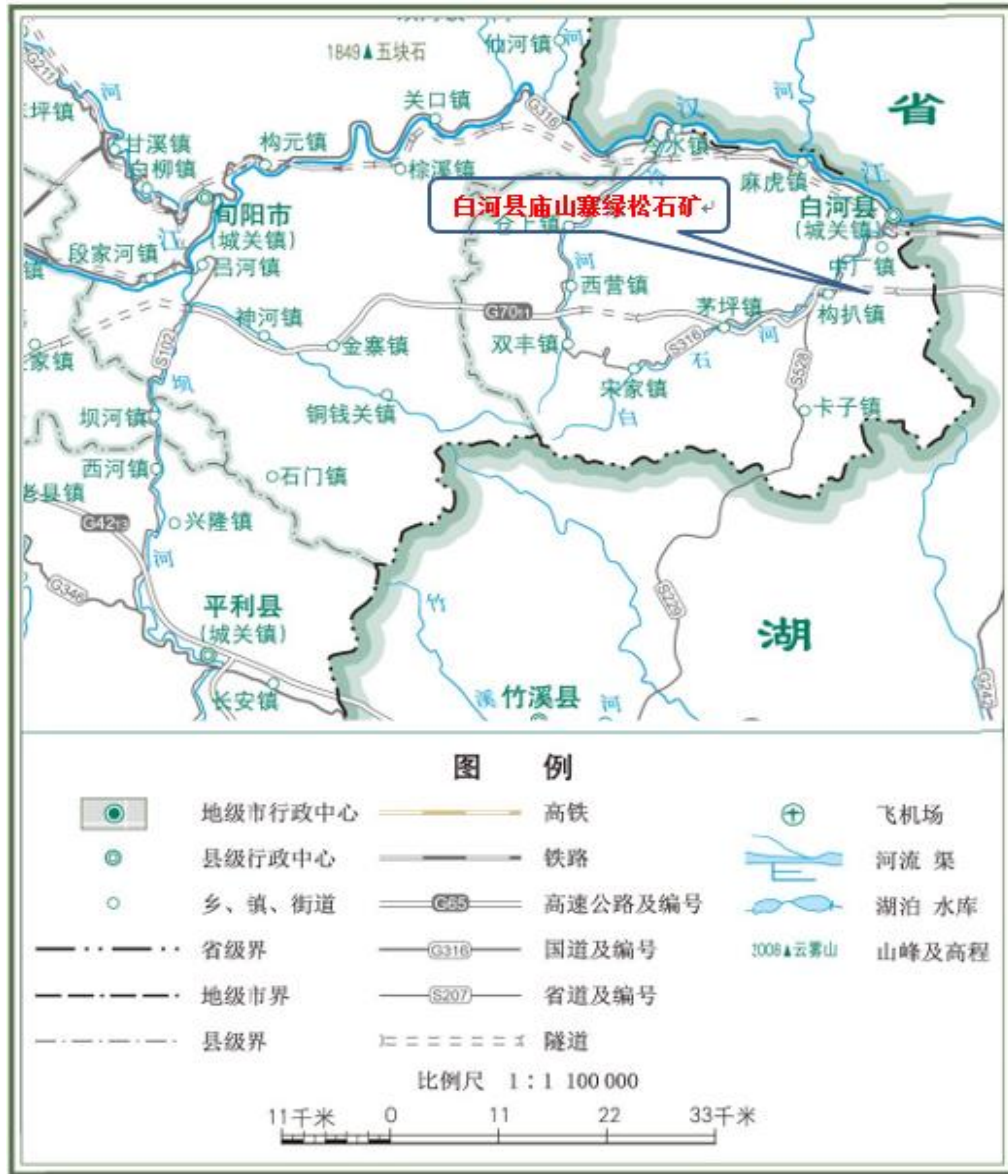 1849▲五块石
仙河镇
河
G211
河
关口镇
G316
汉
河
省
甘溪镇
构元镇
冷水镇
白柳镇
棕溪镇
麻虎镇
江
旬阳市
(城关镇)
白河县庙山寨绿松石矿
白河县
(城关镇)
江
仓上镇
中厂镇
段家河镇
吕河镇
河
西营镇
神河镇
G7011
茅坪镇
构扒镇
金寨镇
双丰镇
S316
河
石
S102
宋家镇
S528
坝
铜钱关镇
白
卡子镇
坝河镇
西河镇
石门镇
老县镇
G4213
兴隆镇
河
G346
竹
S229
平利县
(城关镇)
湖
长安镇
溪
竹溪县
河
G242
图 例
地级市行政中心
高铁
飞机场
县级行政中心
铁路
河流 渠
乡、镇、街道
G65
高速公路及编号
湖泊 水库
省级界
G316
国道及编号
2008▲云雾山
山峰及高程
地级市界
S207
省道及编号
县级界
隧道
比例尺 1:1 100 000
11千米 0 11 22 33千米